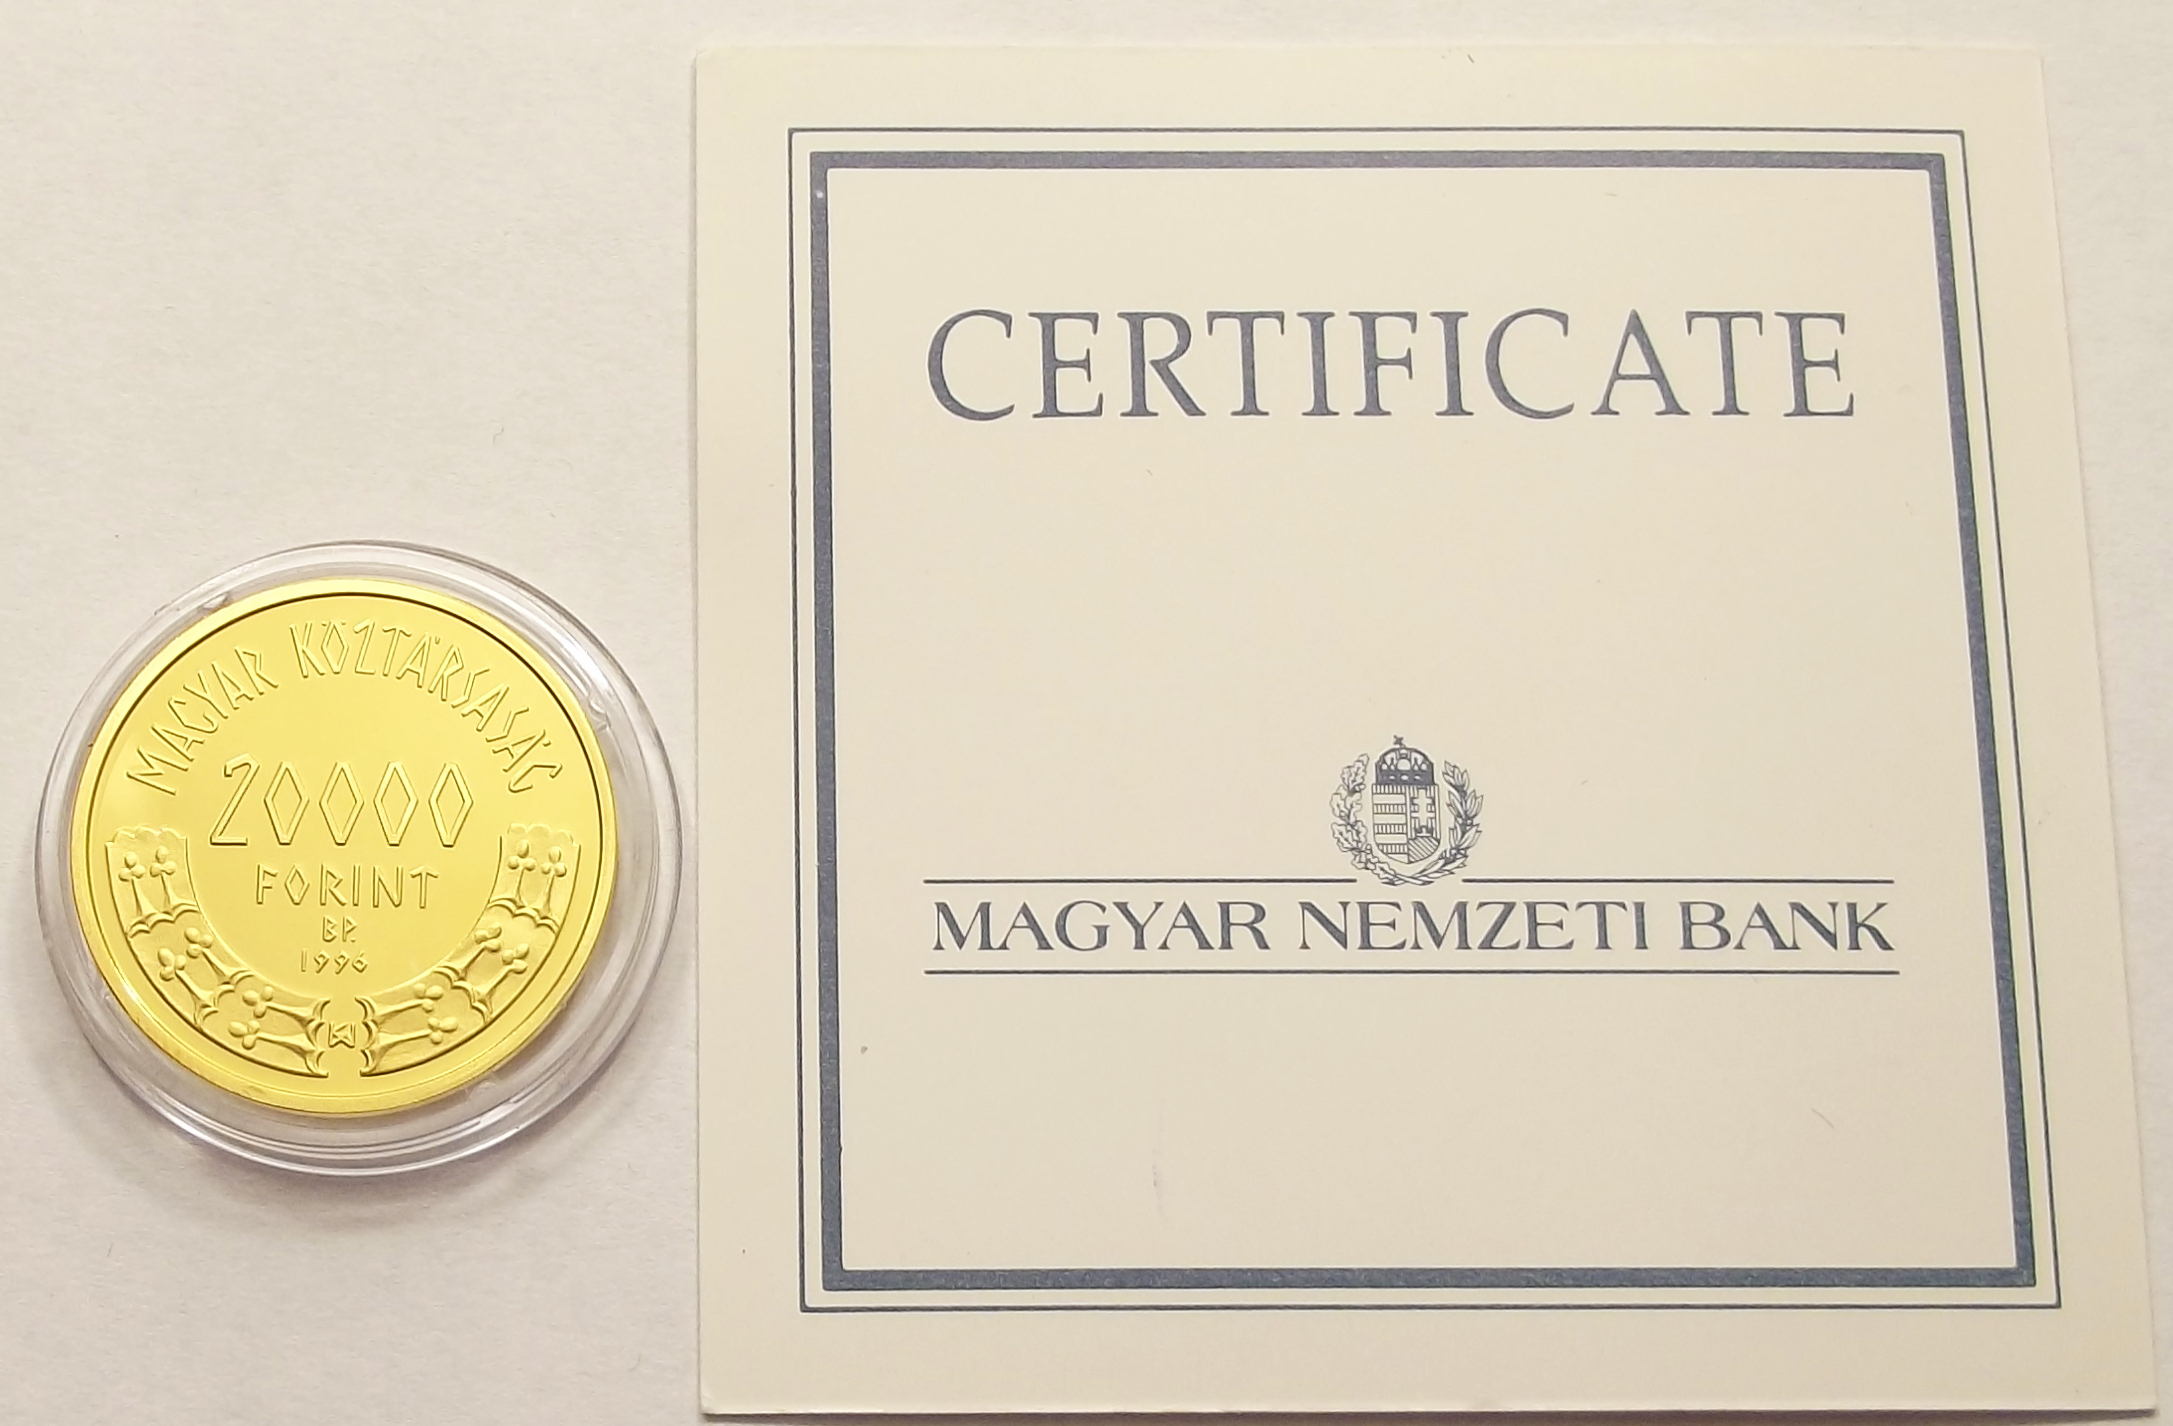 MAGYAR KÖZTÁRSASÁG
20000
FORINT
BP.
1996
CERTIFICATE
MAGYAR NEMZETI BANK